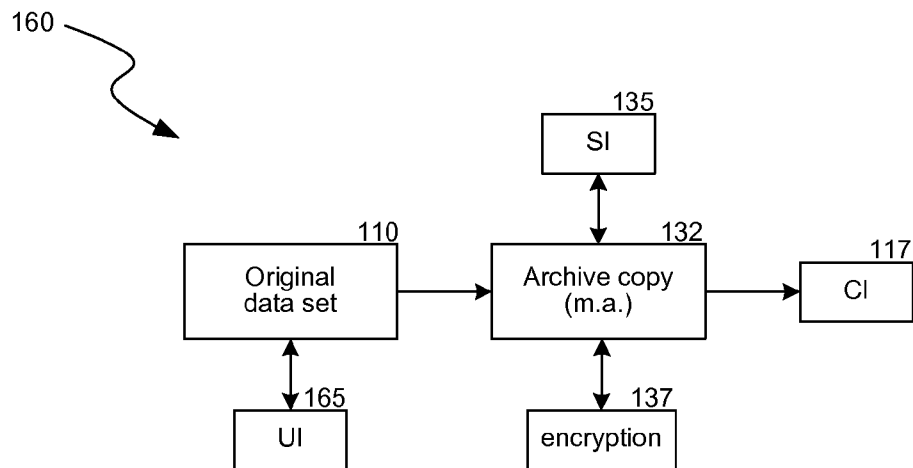 160
135
SI
110
Original
data set
132
Archive copy
(m.a.)
117
CI
165
UI
137
encryption